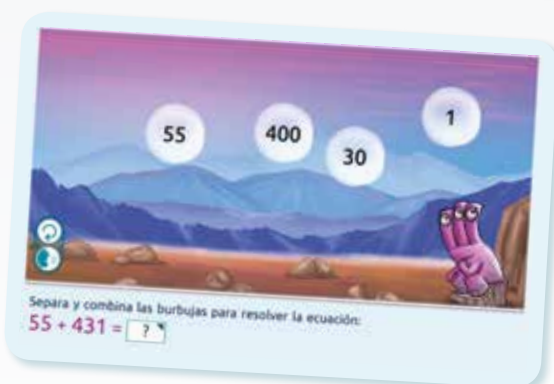 55
400
30
1
Separa y combina las burbujas para resolver la ecuación:
55 + 431 = ?